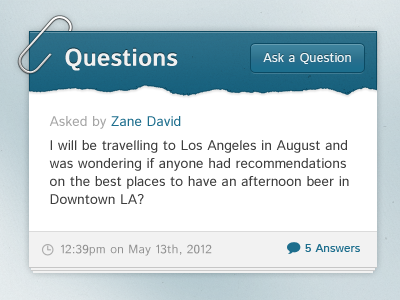 Questions
Ask a Question
Asked by Zane David
I will be travelling to Los Angeles in August and
was wondering if anyone had recommendations
on the best places to have an afternoon beer in
Downtown LA?
12:39pm on May 13th, 2012
5 Answers